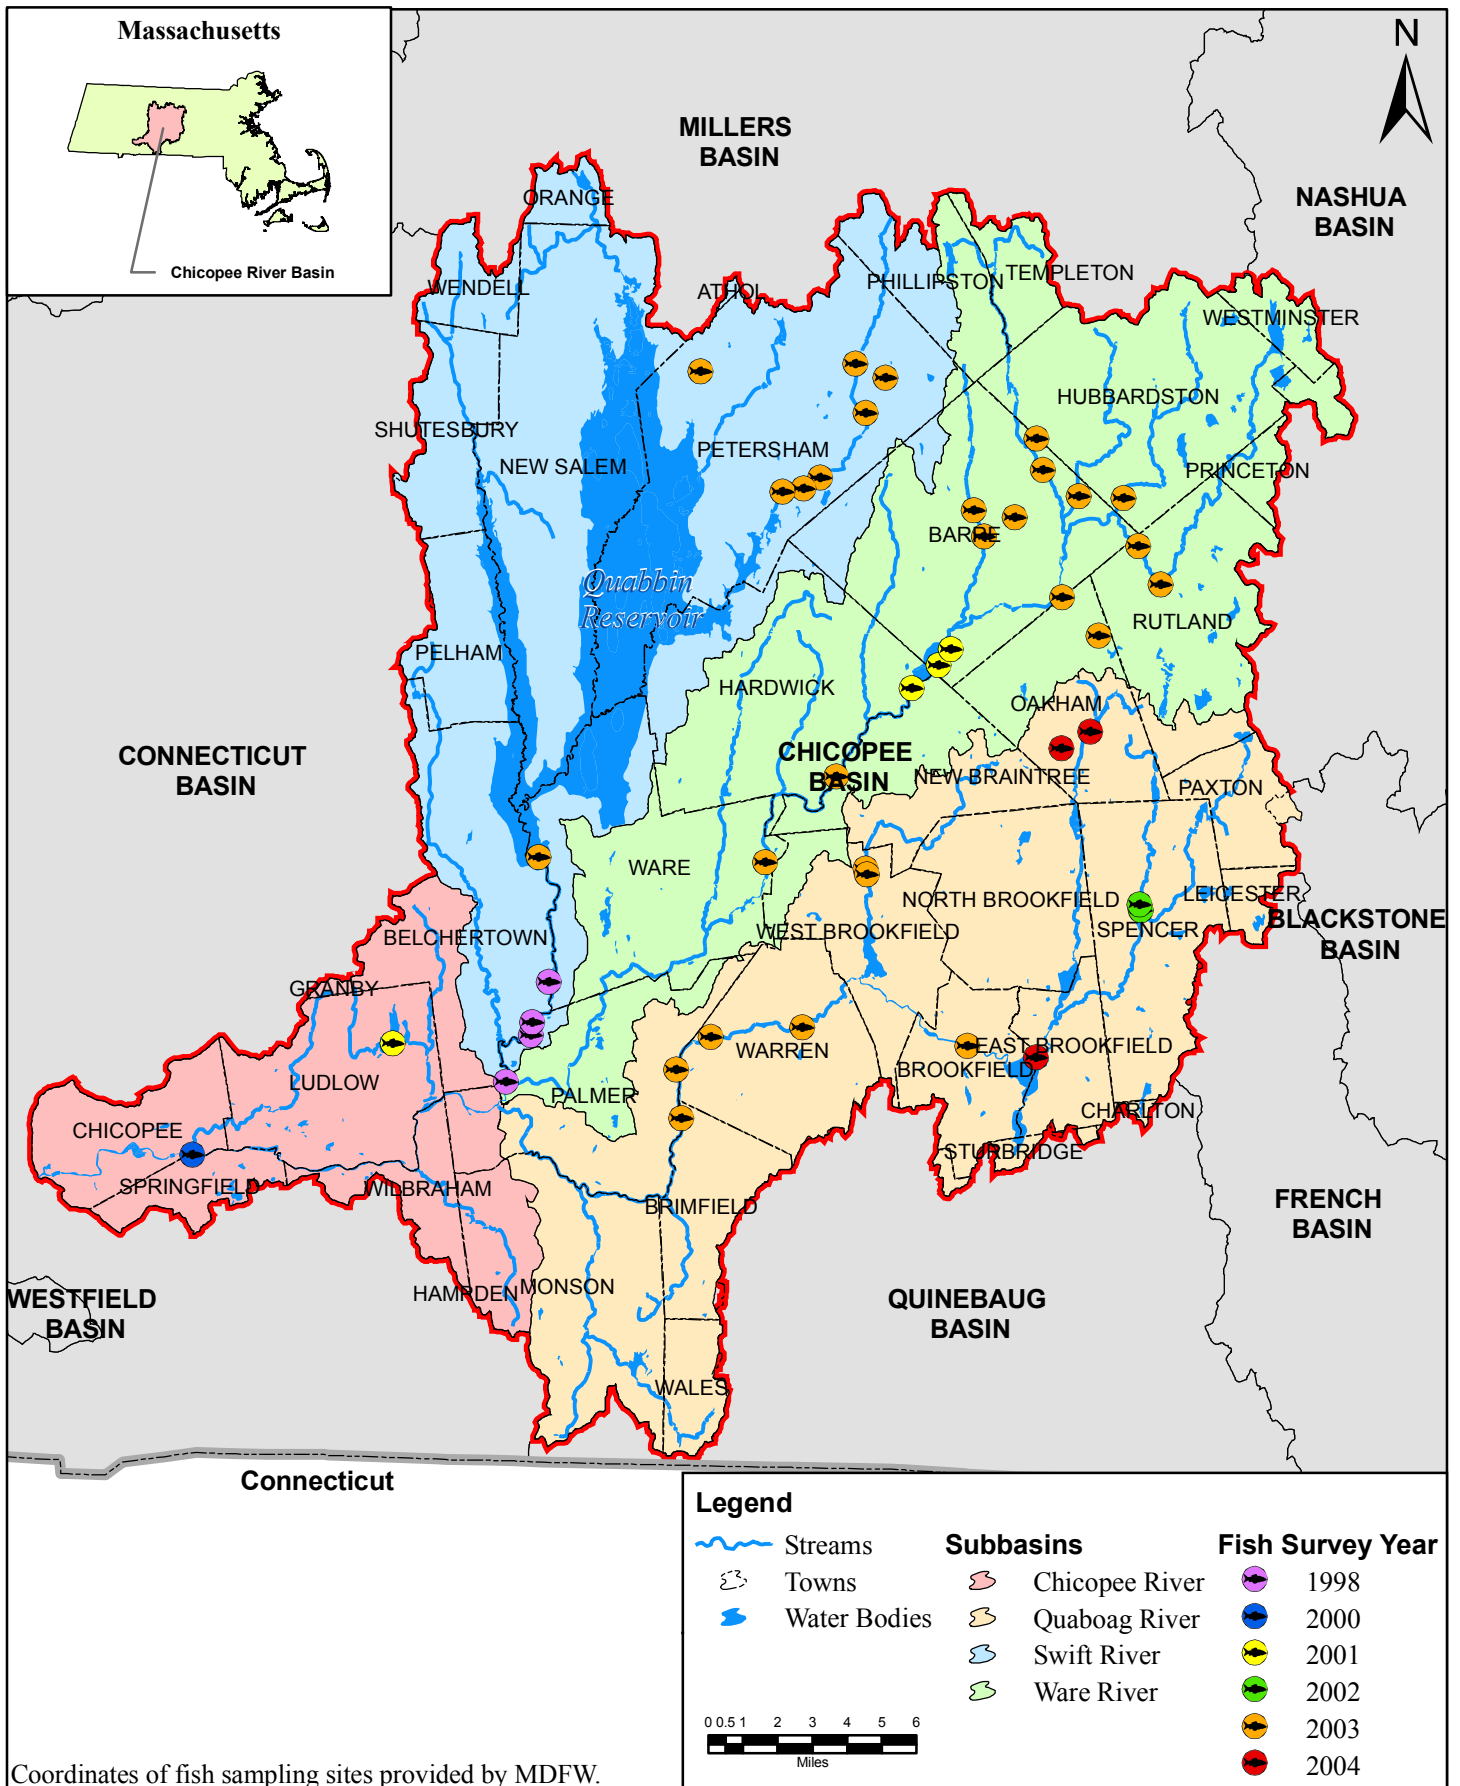 Massachusetts
Chicopee River Basin
N
MILLERS
BASIN
NASHUA
BASIN
ORANGE
WENDELL
ATHOL
PHILLIPSTON
TEMPLETON
WESTMINSTER
HUBBARDSTON
SHUTESBURY
NEW SALEM
PETERSHAM
PRINCETON
BARRE
Quabbin
Reservoir
RUTLAND
PELHAM
HARDWICK
OAKHAM
CONNECTICUT
BASIN
CHICOPEE
BASIN
NEW BRAINTREE
PAXTON
WARE
NORTH BROOKFIELD
LEICESTER
BLACKSTONE
BASIN
BELCHERTOWN
WEST BROOKFIELD
SPENCER
GRANBY
LUDLOW
WARREN
EAST BROOKFIELD
BROOKFIELD
PALMER
CHARLTON
CHICOPEE
STURBRIDGE
SPRINGFIELD
WILBRAHAM
BRIMFIELD
FRENCH
BASIN
HAMPDEN
MONSON
WESTFIELD
BASIN
QUINEBAUG
BASIN
WALES
Connecticut
Legend
Streams
Towns
Water Bodies
Subbasins
Chicopee River
Quaboag River
Swift River
Ware River
Fish Survey Year
1998
2000
2001
2002
2003
2004
0 0.5 1 2 3 4 5 6
Miles
Coordinates of fish sampling sites provided by MDFW.